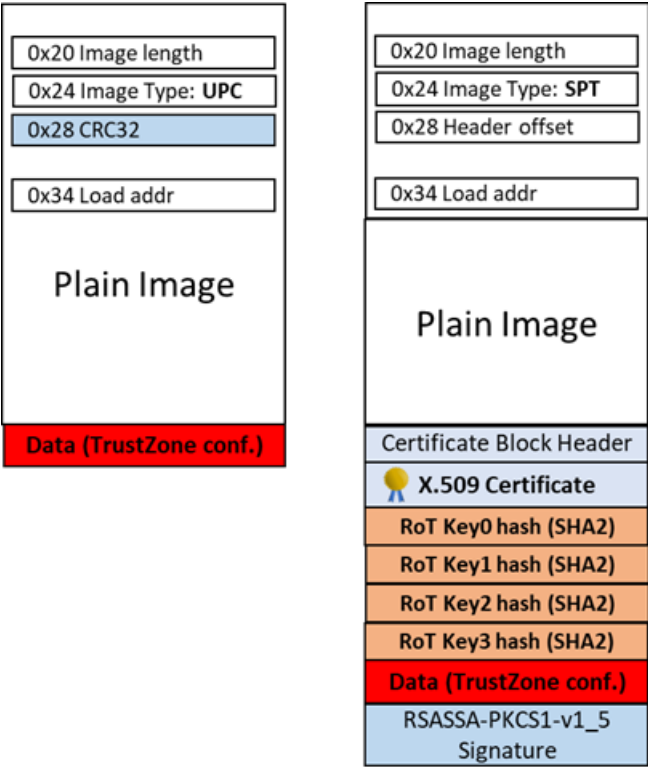 0x20 Image length
0x24 Image Type: UPC
0x28 CRC32
0x34 Load addr
Plain Image
Data (TrustZone conf.)
0x20 Image length
0x24 Image Type: SPT
0x28 Header offset
0x34 Load addr
Plain Image
Certificate Block Header
X.509 Certificate
RoT Key0 hash (SHA2)
RoT Key1 hash (SHA2)
RoT Key2 hash (SHA2)
RoT Key3 hash (SHA2)
Data (TrustZone conf.)
RSASSA-PKCS1-v1_5
Signature